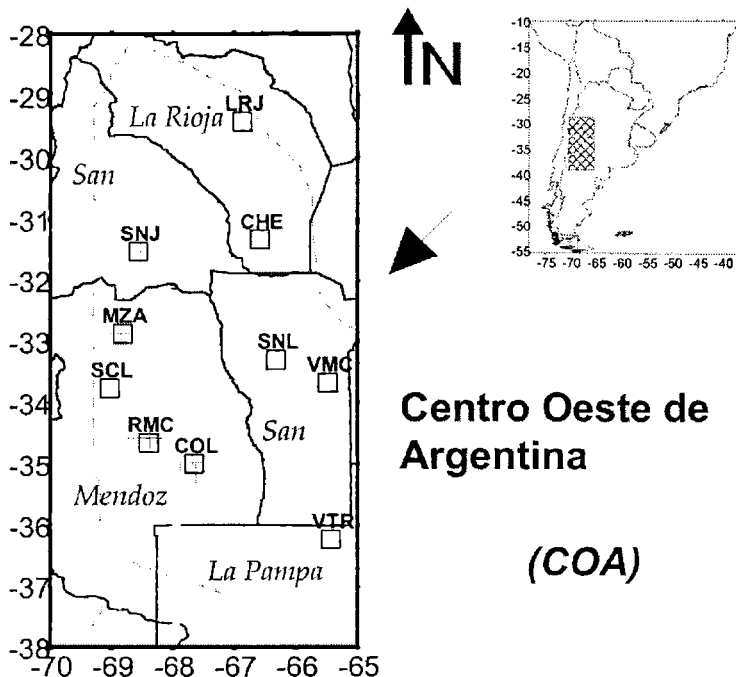 -28
-29
-30
-31
-32
-33
-34
-35
-36
-37
-38
-70 -69 -68 -67 -66 -65
LRJ
La Rioja
San
CHE
SNJ
MZA
SNL
SCL
VMC
RMC
San
COL
Mendoz
VTR
La Pampa
N
-10
-15
-20
-25
-30
-35
-40
-45
-50
-55
-75 -70 -65 -60 -55 -50 -45 -40
Centro Oeste de
Argentina
(COA)